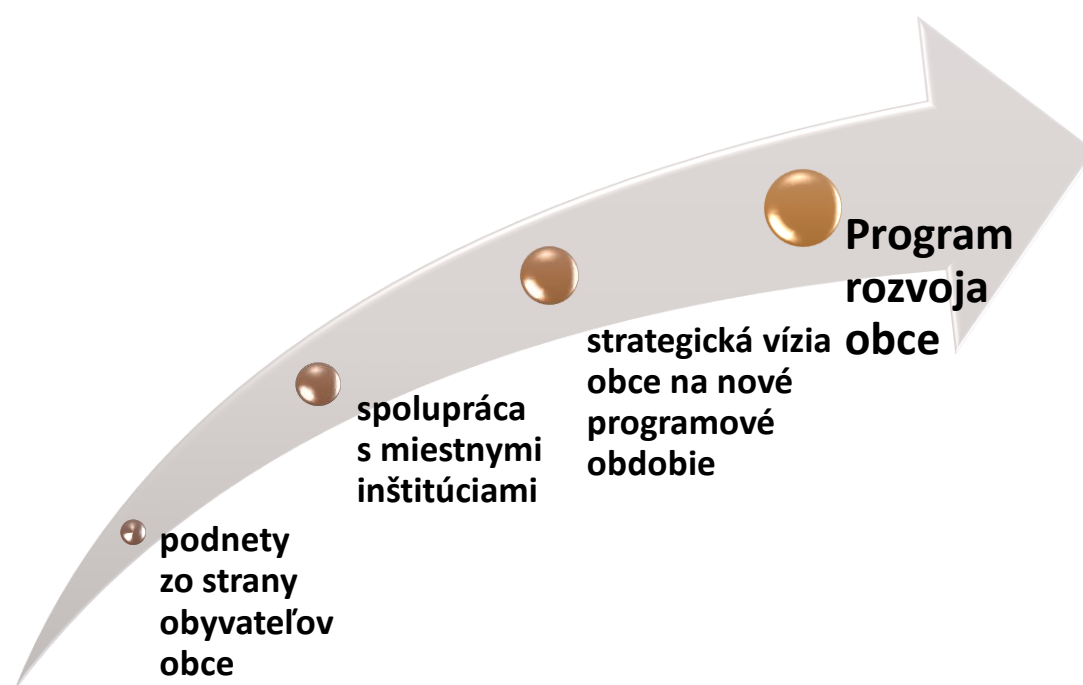 podnety
zo strany
obyvateľov
obce
spolupráca
s miestnymi
inštitúciami
strategická vízia
obce na nové
programové
obdobie
Program
rozvoja
obce